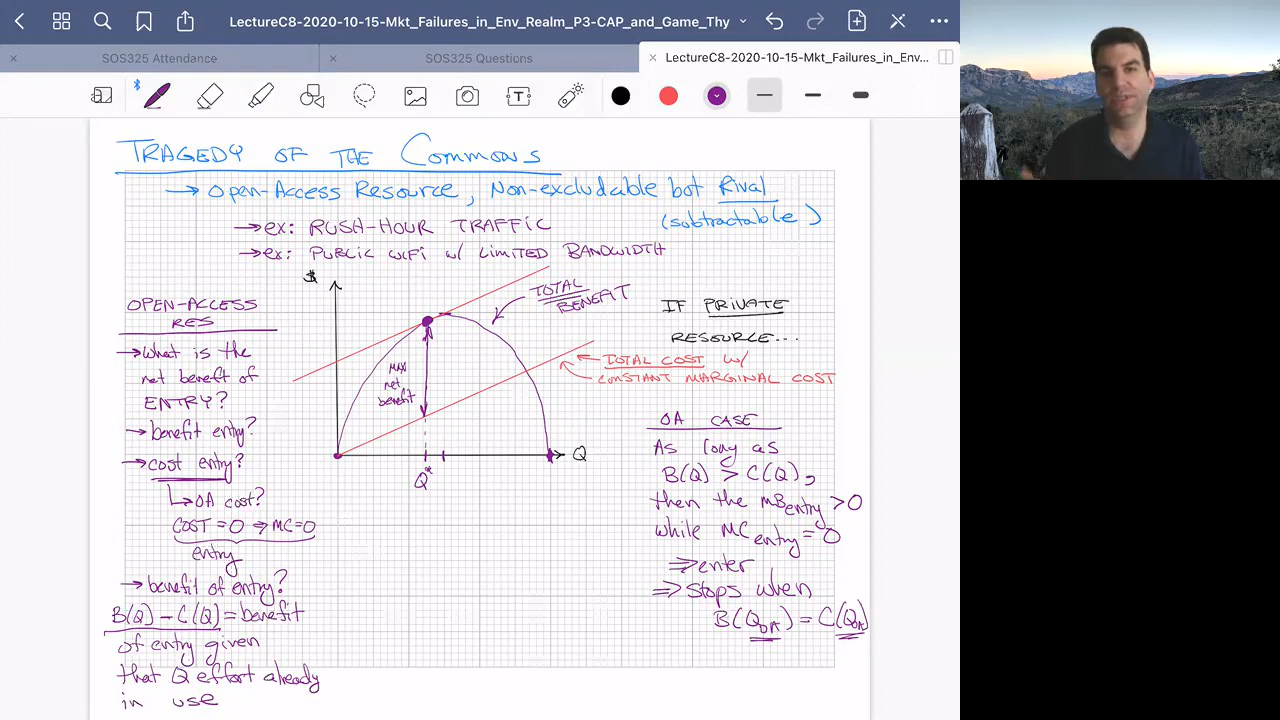 LectureC8-2020-10-15-Mkt_Failures_in_Env_Realm_P3-CAP_and_Game_Thy
SOS325 Attendance
SOS325 Questions
LectureC8-2020-10-15-Mkt_Failures_in_Env...
TRAGEDY OF THE COMMONS
→ OPEN-ACCESS RESOURCE, NON-excludable bot Rival
(subtractable)
→ex: RUSH-HOUR TRAFFIC
→ex: PUBLIC WIFI w/ LIMITED BANDWIDTH
$
TOTAL
BENEFIT
MAX
net
benefit
Q
Q*
OPEN-ACCESS
RES
→What is the
net benefit of
ENTRY?
→benefit entry?
→cost entry?
↳OA cost?
COST = 0 ⇒ MC=0
entry
→benefit of entry?
B(Q) - C(Q) = benefit
of entry given
that Q effort already
in use
IF PRIVATE
RESOURCE...
TOTAL COST w/
CONSTANT MARGINAL COST
OA CASE
As long as
B(Q) > C(Q),
then the MBentry >0
while MCentry = 0
⇒enter
⇒stops when
B(QOA) = C(QOA)